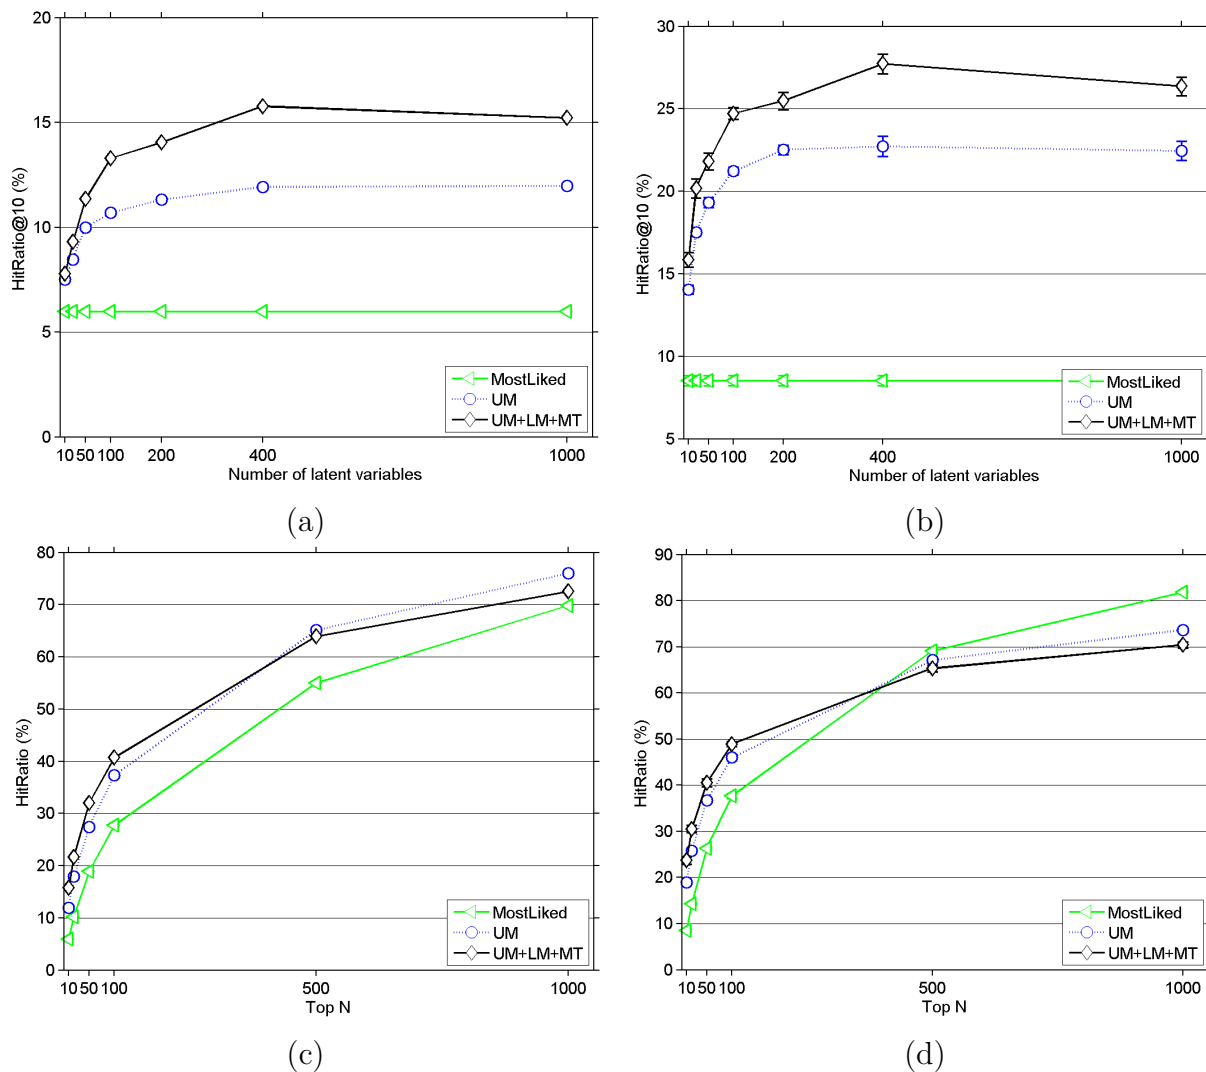 20
15
10
5
0
HitRatio@10 (%)
MostLiked
UM
UM+LM+MT
10 50 100 200 400 1000
Number of latent variables
(a)
30
25
20
15
10
5
HitRatio@10 (%)
MostLiked
UM
UM+LM+MT
10 50 100 200 400 1000
Number of latent variables
(b)
80
70
60
50
40
30
20
10
0
HitRatio (%)
MostLiked
UM
UM+LM+MT
10 50 100 500 1000
Top N
(c)
90
80
70
60
50
40
30
20
10
0
HitRatio (%)
MostLiked
UM
UM+LM+MT
10 50 100 500 1000
Top N
(d)